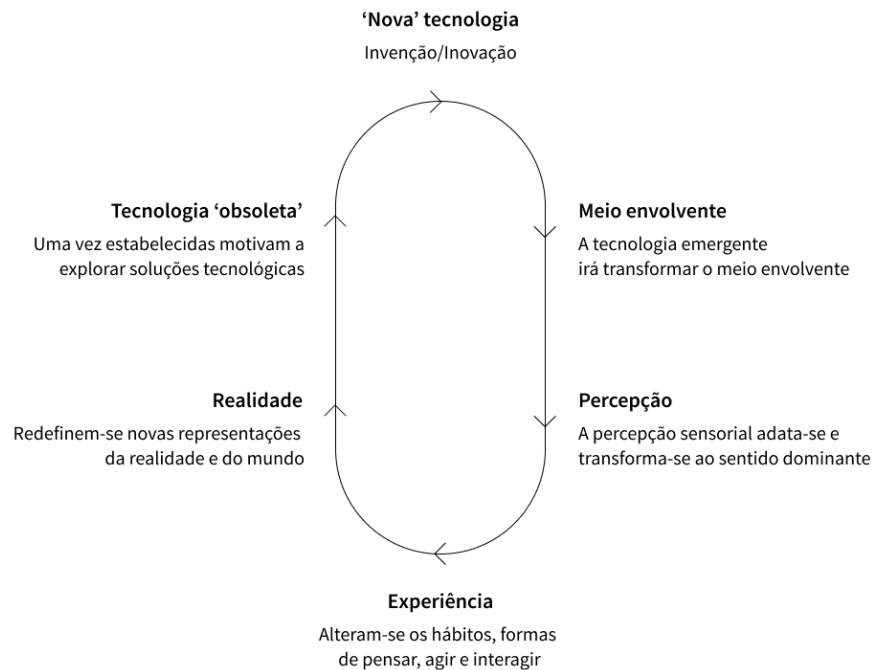 ‘Nova’ tecnologia
Invenção/Inovação
Tecnologia ‘obsoleta’
Uma vez estabelecidas motivam a
explorar soluções tecnológicas
Meio envolvente
A tecnologia emergente
irá transformar o meio envolvente
Realidade
Redefinem-se novas representações
da realidade e do mundo
Percepção
A percepção sensorial adata-se e
transforma-se ao sentido dominante
Experiência
Alteram-se os hábitos, formas
de pensar, agir e interagir